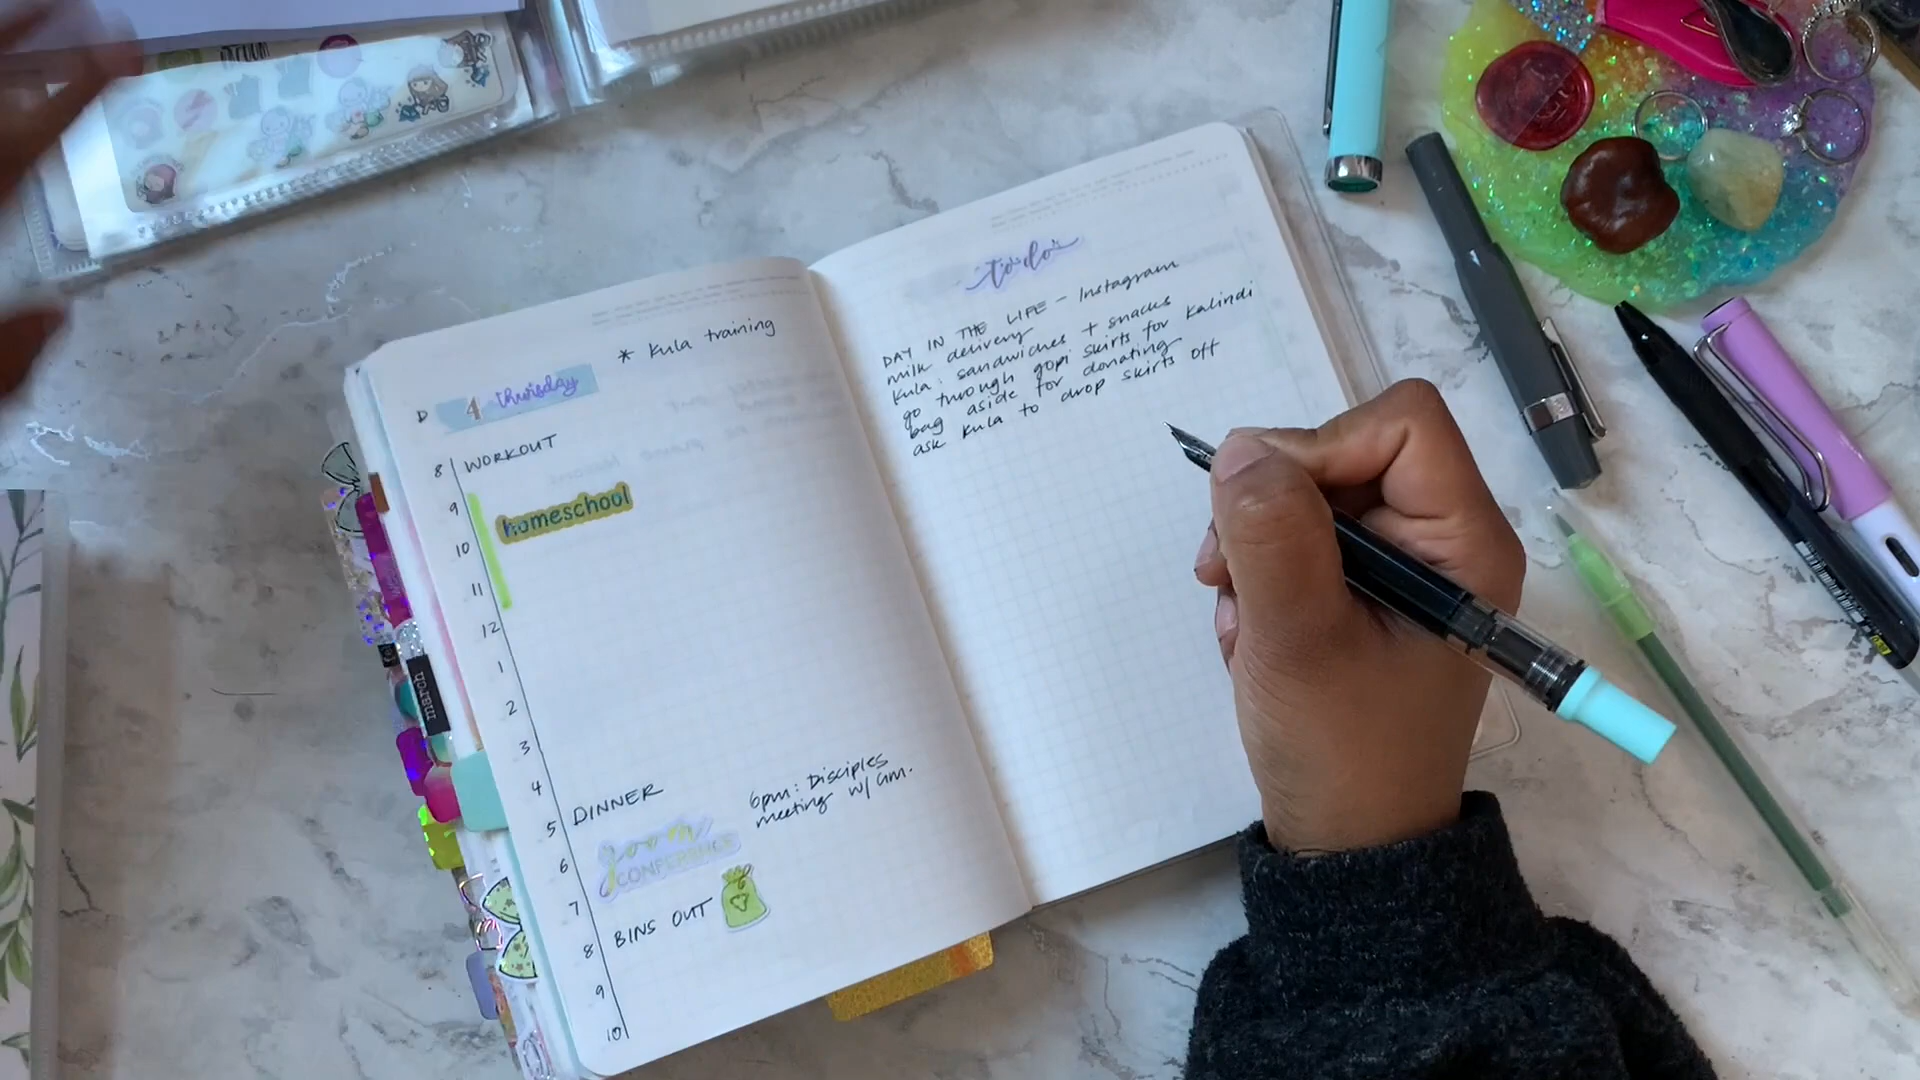 * Kula training
D 4 thursday
8 WORKOUT
9
homeschool
10
11
12
1
2
3
4
DINNER
6pm: Disciples
meeting w/ GM.
5
zoom
CONFERENCE
6
7
BINS OUT
8
9
10
to do
DAY IN THE LIFE - Instagram
milk delivery
Kula: sandwiches + snacks
go through gopi skirts for Kalindi
bag aside for donating
ask Kula to drop skirts off
march